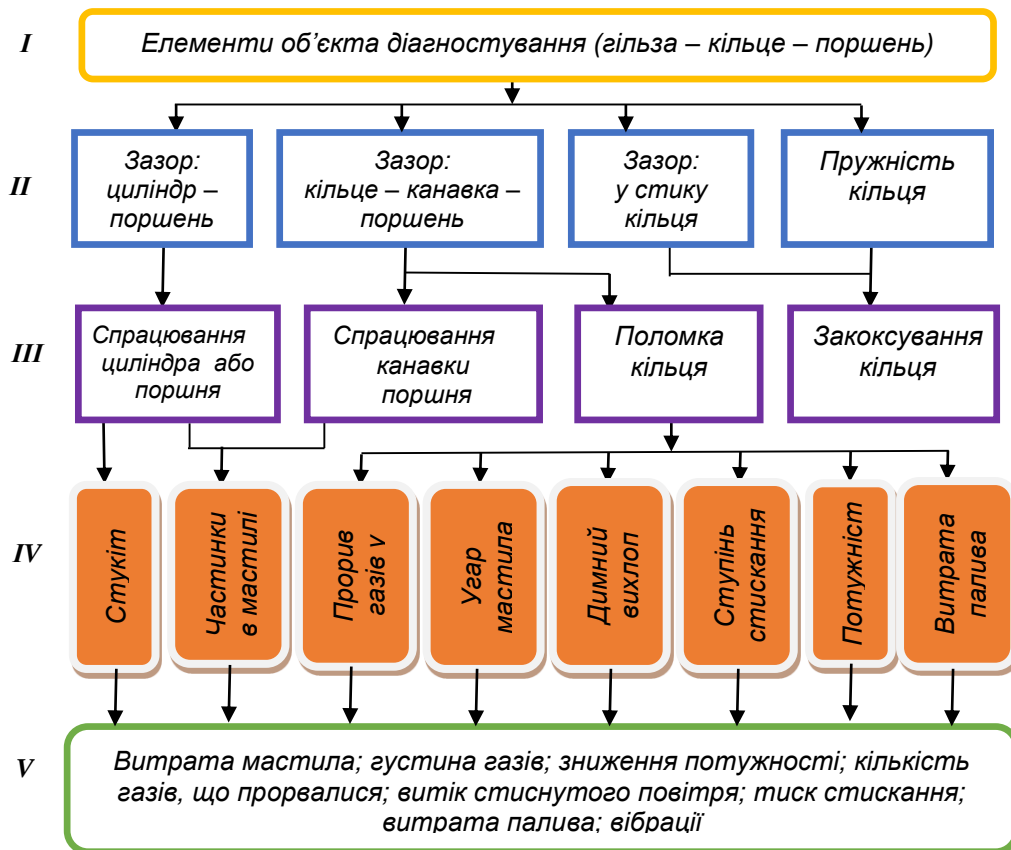 I
Елементи об’єкта діагностування (гільза – кільце – поршень)
II
Зазор:
циліндр –
поршень
Зазор:
кільце – канавка –
поршень
Зазор:
у стику
кільця
Пружність
кільця
III
Спрацювання
циліндра або
поршня
Спрацювання
канавки
поршня
Поломка
кільця
Закоксування
кільця
IV
Стукіт
Частинки
в мастилі
Прорив
газів v
Угар
мастила
Димний
вихлоп
Ступінь
стискання
Потужніст
Витрата
палива
V
Витрата мастила; густина газів; зниження потужності; кількість
газів, що прорвалися; витік стиснутого повітря; тиск стискання;
витрата палива; вібрації